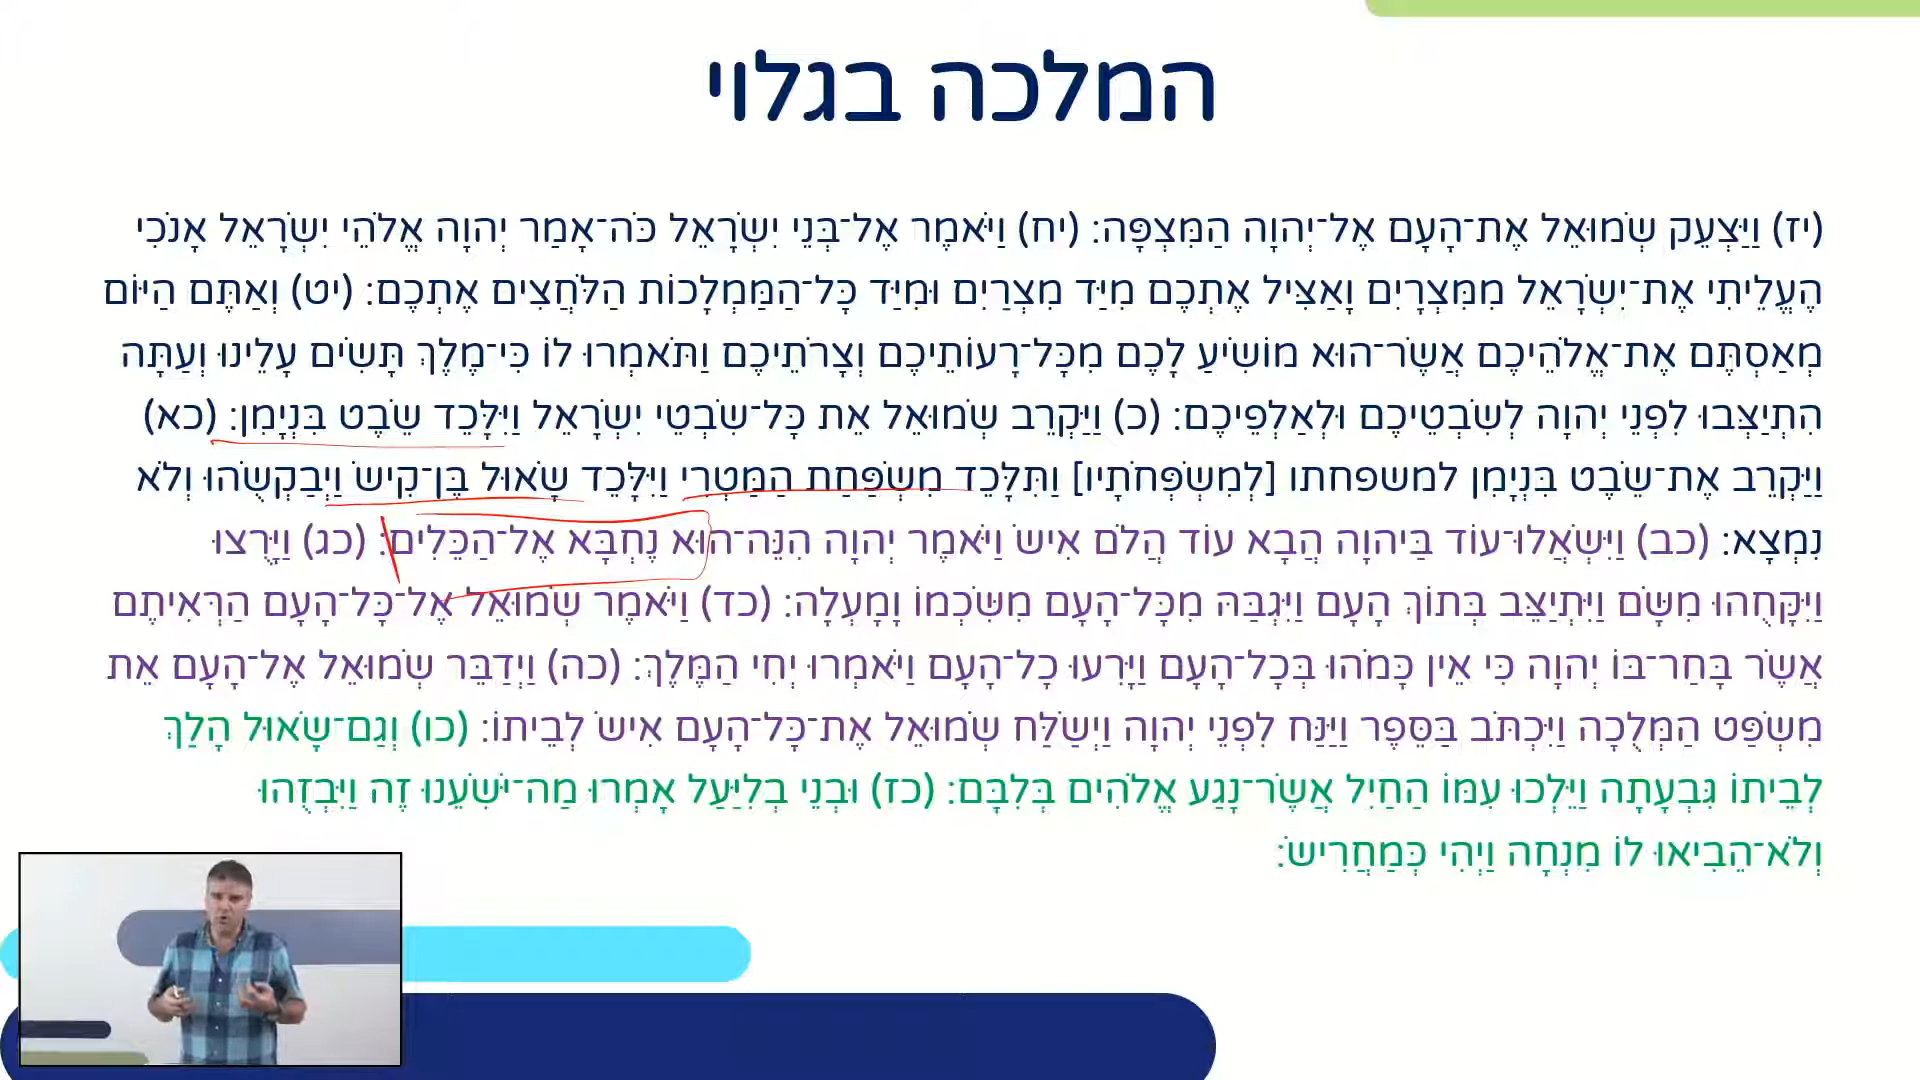 המלכה בגלוי
(יז) וַיַּצְעֵק שְׁמוּאֵל אֶת־הָעָם אֶל־יְהוָה הַמִּצְפָּה: (יח) וַיֹּאמֶר אֶל־בְּנֵי יִשְׂרָאֵל כֹּה־אָמַר יְהוָה אֱלֹהֵי יִשְׂרָאֵל אָנֹכִי
הֶעֱלֵיתִי אֶת־יִשְׂרָאֵל מִמִּצְרָיִם וָאַצִּיל אֶתְכֶם מִיַּד מִצְרַיִם וּמִיַּד כָּל־הַמַּמְלָכוֹת הַלֹּחֲצִים אֶתְכֶם: (יט) וְאַתֶּם הַיּוֹם
מְאַסְתֶּם אֶת־אֱלֹהֵיכֶם אֲשֶׁר־הוּא מוֹשִׁיעַ לָכֶם מִכָּל־רָעוֹתֵיכֶם וְצָרֹתֵיכֶם וַתֹּאמְרוּ לוֹ כִּי־מֶלֶךְ תָּשִׂים עָלֵינוּ וְעַתָּה
הִתְיַצְּבוּ לִפְנֵי יְהוָה לְשִׁבְטֵיכֶם וּלְאַלְפֵיכֶם: (כ) וַיַּקְרֵב שְׁמוּאֵל אֵת כָּל־שִׁבְטֵי יִשְׂרָאֵל וַיִּלָּכֵד שֵׁבֶט בִּנְיָמִן: (כא)
וַיַּקְרֵב אֶת־שֵׁבֶט בִּנְיָמִן למשפחתו [לְמִשְׁפְּחֹתָיו] וַתִּלָּכֵד מִשְׁפַּחַת הַמַּטְרִי וַיִּלָּכֵד שָׁאוּל בֶּן־קִישׁ וַיְבַקְשֻׁהוּ וְלֹא
נִמְצָא: (כב) וַיִּשְׁאֲלוּ־עוֹד בַּיהוָה הֲבָא עוֹד הֲלֹם אִישׁ וַיֹּאמֶר יְהוָה הִנֵּה־הוּא נֶחְבָּא אֶל־הַכֵּלִים: (כג) וַיָּרֻצוּ
וַיִּקָּחֻהוּ מִשָּׁם וַיִּתְיַצֵּב בְּתוֹךְ הָעָם וַיִּגְבַּהּ מִכָּל־הָעָם מִשִּׁכְמוֹ וָמָעְלָה: (כד) וַיֹּאמֶר שְׁמוּאֵל אֶל־כָּל־הָעָם הַרְּאִיתֶם
אֲשֶׁר בָּחַר־בּוֹ יְהוָה כִּי אֵין כָּמֹהוּ בְּכָל־הָעָם וַיָּרִעוּ כָל־הָעָם וַיֹּאמְרוּ יְחִי הַמֶּלֶךְ: (כה) וַיְדַבֵּר שְׁמוּאֵל אֶל־הָעָם אֵת
מִשְׁפַּט הַמְּלֻכָה וַיִּכְתֹּב בַּסֵּפֶר וַיַּנַּח לִפְנֵי יְהוָה וַיְשַׁלַּח שְׁמוּאֵל אֶת־כָּל־הָעָם אִישׁ לְבֵיתוֹ: (כו) וְגַם־שָׁאוּל הָלַךְ
לְבֵיתוֹ גִּבְעָתָה וַיֵּלְכוּ עִמּוֹ הַחַיִל אֲשֶׁר־נָגַע אֱלֹהִים בְּלִבָּם: (כז) וּבְנֵי בְלִיַּעַל אָמְרוּ מַה־יֹּשִׁעֵנוּ זֶה וַיִּבְזֻהוּ
וְלֹא־הֵבִיאוּ לוֹ מִנְחָה וַיְהִי כְּמַחֲרִישׁ: